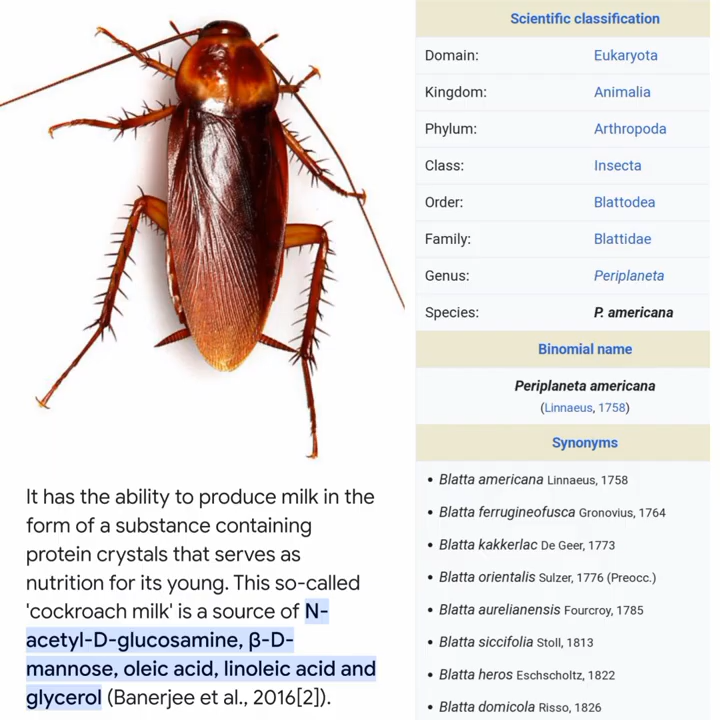 Scientific classification
Domain: Eukaryota
Kingdom: Animalia
Phylum: Arthropoda
Class: Insecta
Order: Blattodea
Family: Blattidae
Genus: Periplaneta
Species: P. americana
Binomial name
Periplaneta americana
(Linnaeus, 1758)
Synonyms
• Blatta americana Linnaeus, 1758
• Blatta ferrugineofusca Gronovius, 1764
• Blatta kakkerlac De Geer, 1773
• Blatta orientalis Sulzer, 1776 (Preocc.)
• Blatta aurelianensis Fourcroy, 1785
• Blatta siccifolia Stoll, 1813
• Blatta heros Eschscholtz, 1822
• Blatta domicola Risso, 1826
It has the ability to produce milk in the
form of a substance containing
protein crystals that serves as
nutrition for its young. This so-called
'cockroach milk' is a source of N-
acetyl-D-glucosamine, β-D-
mannose, oleic acid, linoleic acid and
glycerol (Banerjee et al., 2016[2]).